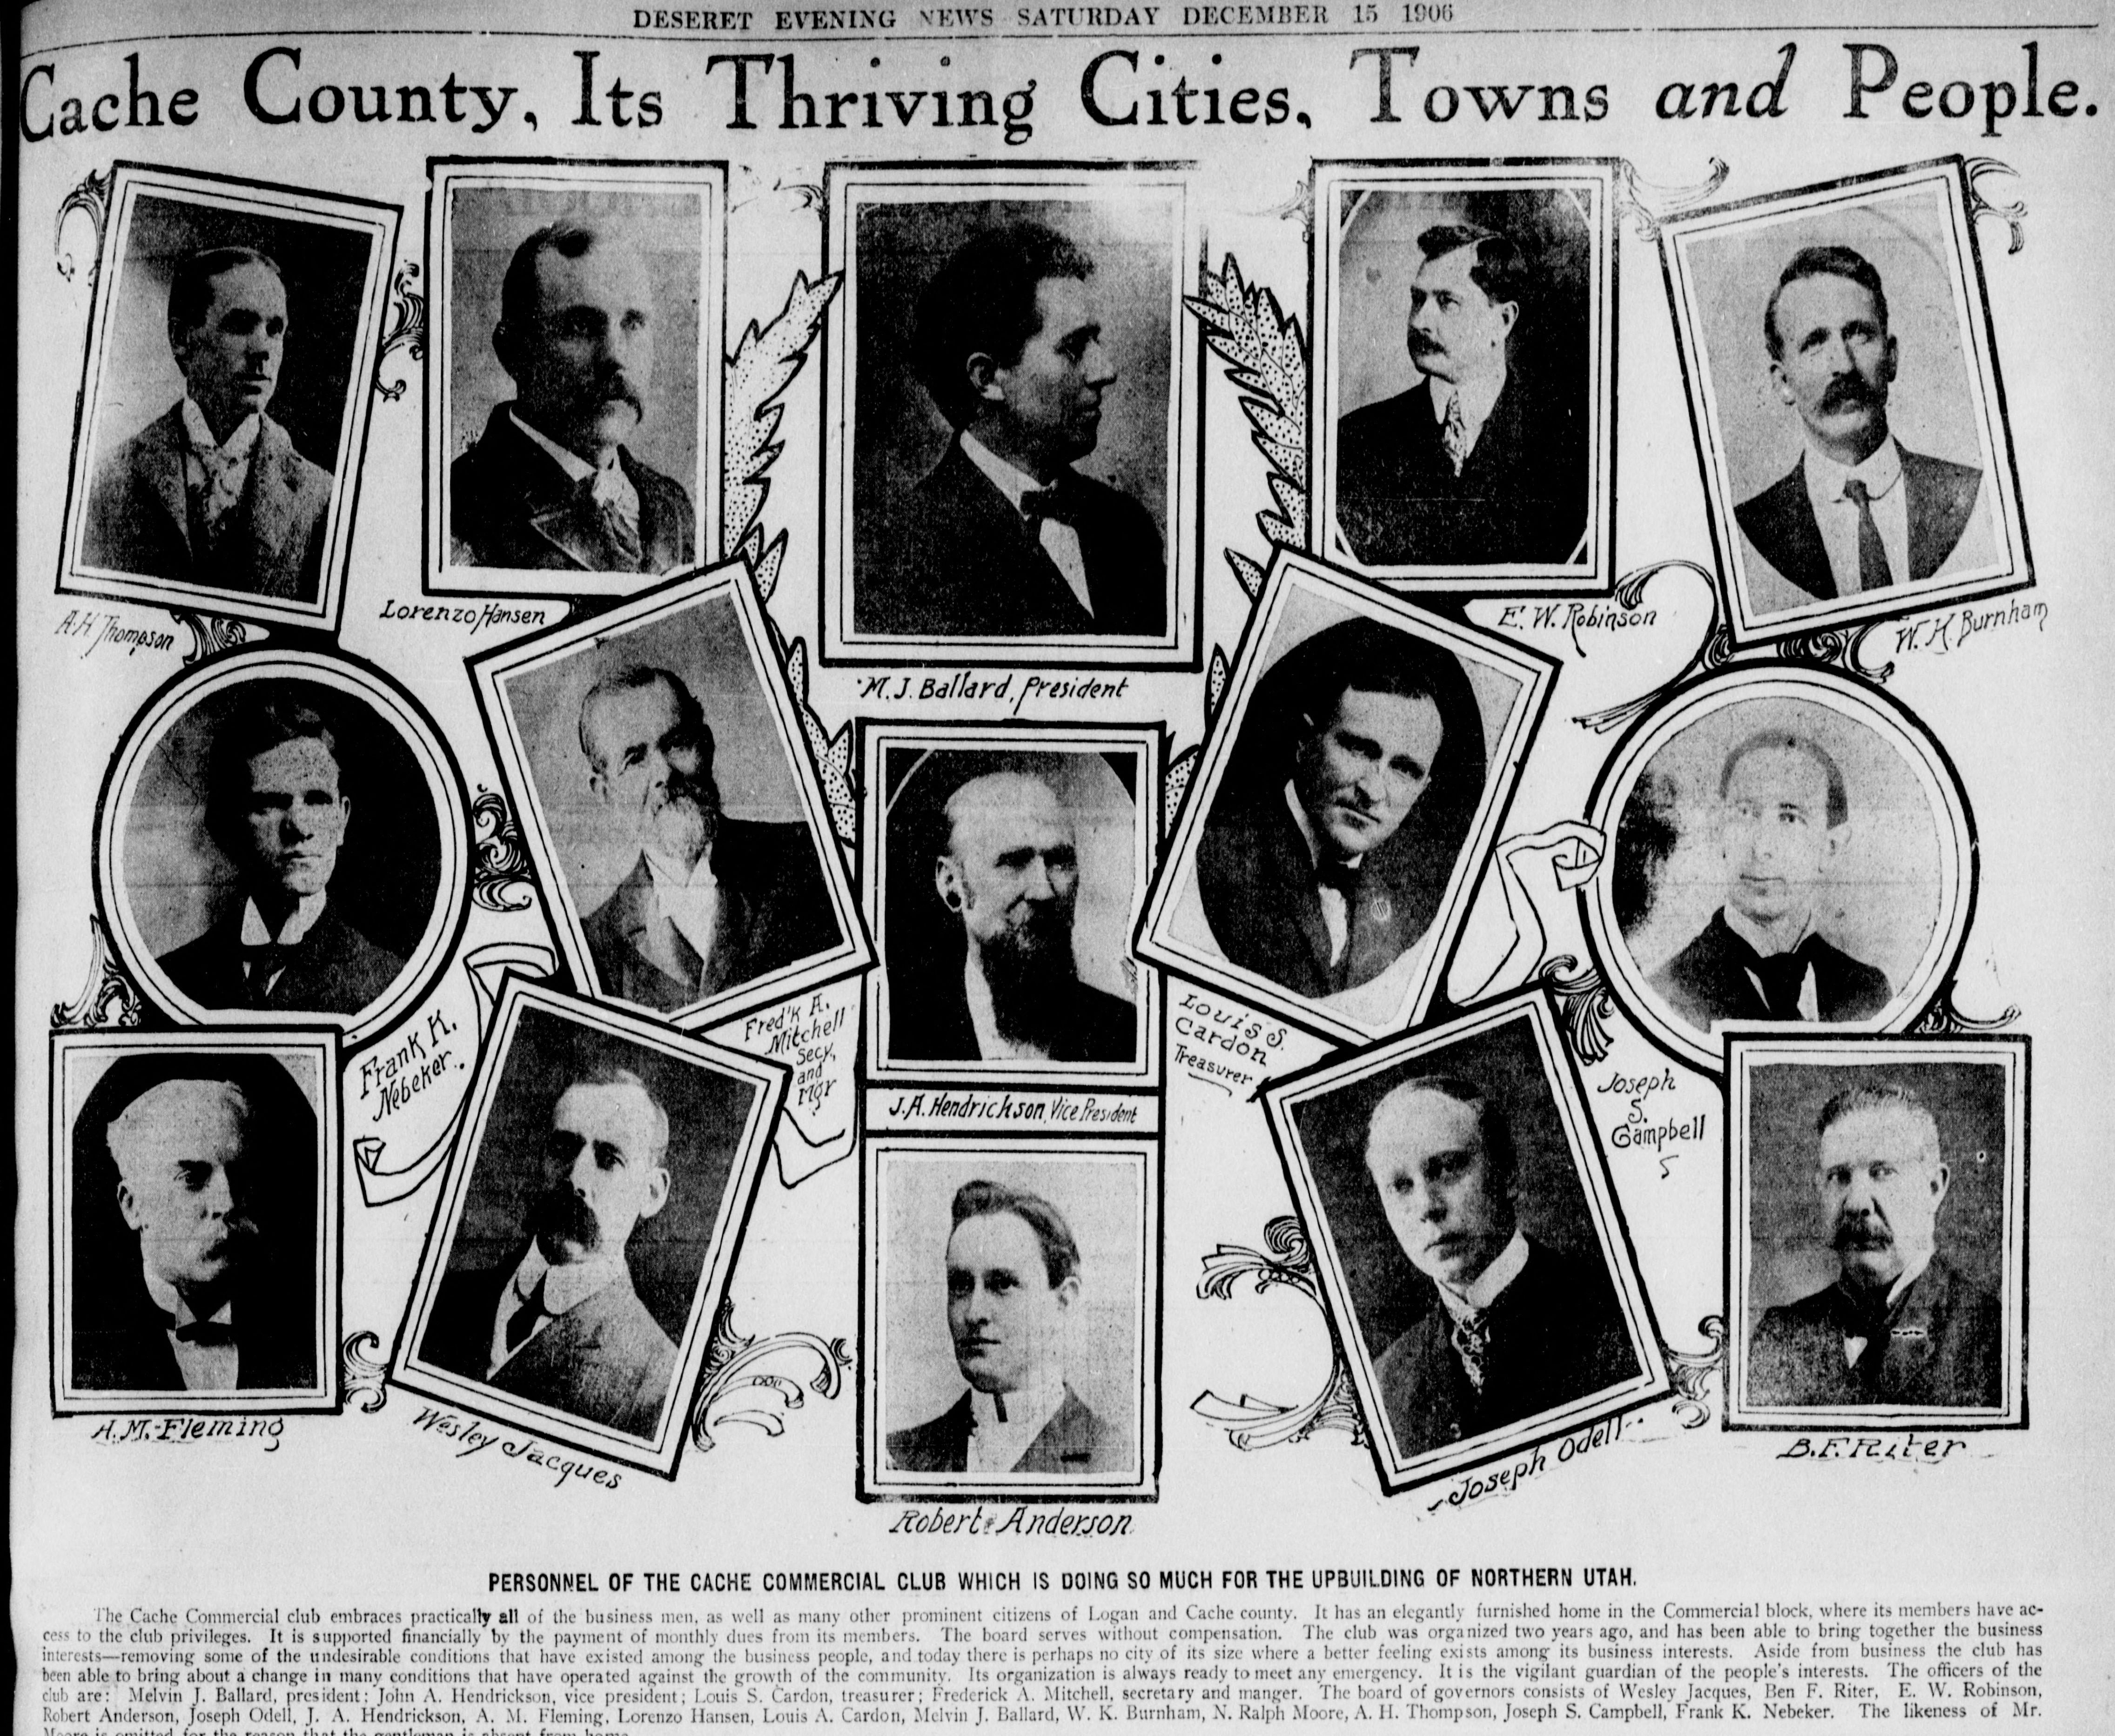 DESERET EVENING NEWS SATURDAY DECEMBER 15 1906
Cache County, Its Thriving Cities, Towns and People.
A.H. Thompson
Lorenzo Hansen
M. J. Ballard, President
E. W. Robinson
W. H. Burnham
Frank K.
Nebeker.
Fred'k A.
Mitchell
Secy,
and
Mgr
J. A. Hendrickson, Vice President
Louis S.
Cardon
Treasurer
Joseph
S.
Campbell
A. M. Fleming
Wesley Jacques
Robert Anderson
Joseph Odell
B. F. Riter
PERSONNEL OF THE CACHE COMMERCIAL CLUB WHICH IS DOING SO MUCH FOR THE UPBUILDING OF NORTHERN UTAH.
The Cache Commercial club embraces practically all of the business men, as well as many other prominent citizens of Logan and Cache county. It has an elegantly furnished home in the Commercial block, where its members have ac-
cess to the club privileges. It is supported financially by the payment of monthly dues from its members. The board serves without compensation. The club was organized two years ago, and has been able to bring together the business
interests—removing some of the undesirable conditions that have existed among the business people, and today there is perhaps no city of its size where a better feeling exists among its business interests. Aside from business the club has
been able to bring about a change in many conditions that have operated against the growth of the community. Its organization is always ready to meet any emergency. It is the vigilant guardian of the people's interests. The officers of the
club are: Melvin J. Ballard, president; John A. Hendrickson, vice president; Louis S. Cardon, treasurer; Frederick A. Mitchell, secretary and manger. The board of governors consists of Wesley Jacques, Ben F. Riter, E. W. Robinson,
Robert Anderson, Joseph Odell, J. A. Hendrickson, A. M. Fleming, Lorenzo Hansen, Louis A. Cardon, Melvin J. Ballard, W. K. Burnham, N. Ralph Moore, A. H. Thompson, Joseph S. Campbell, Frank K. Nebeker. The likeness of Mr.
Moore is omitted for the reason that the gentleman is absent from home.